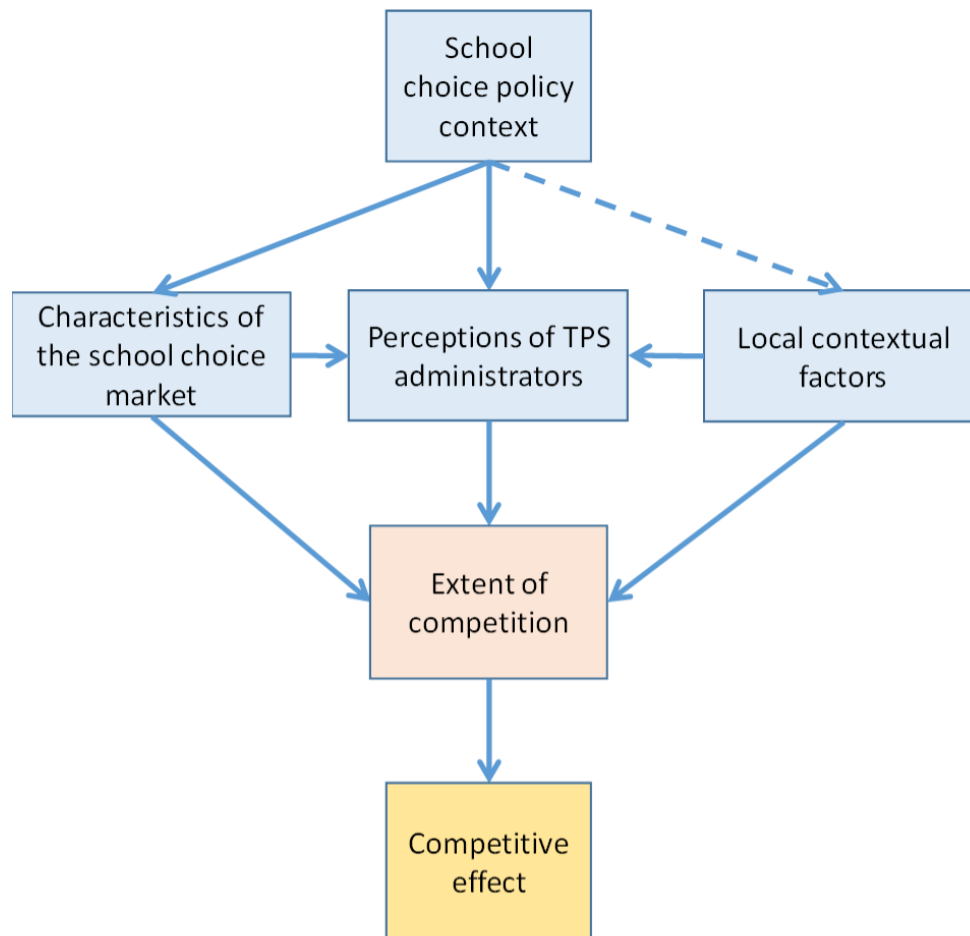 School
choice policy
context
Characteristics of
the school choice
market
Perceptions of TPS
administrators
Local contextual
factors
Extent of
competition
Competitive
effect